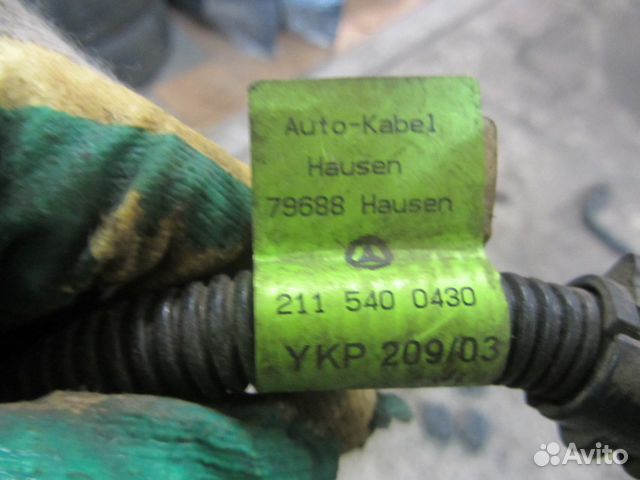 Auto-Kabel
Hausen
79688 Hausen
211 540 0430
YKP 209/03
Avito